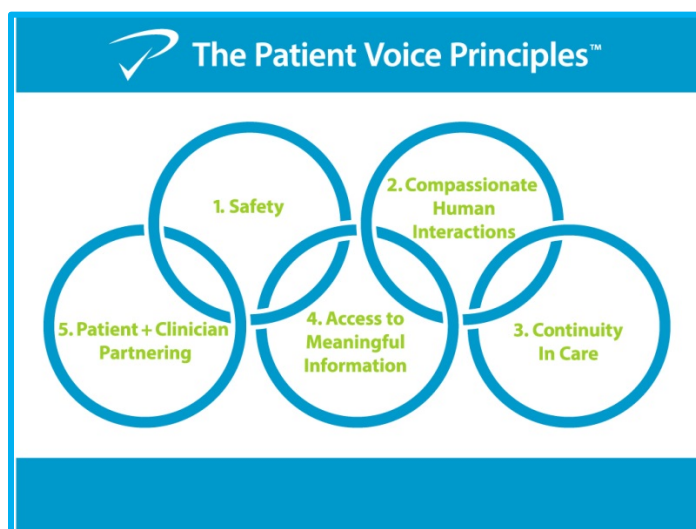 The Patient Voice Principles™
1. Safety
2. Compassionate
Human
Interactions
3. Continuity
In Care
4. Access to
Meaningful
Information
5. Patient + Clinician
Partnering